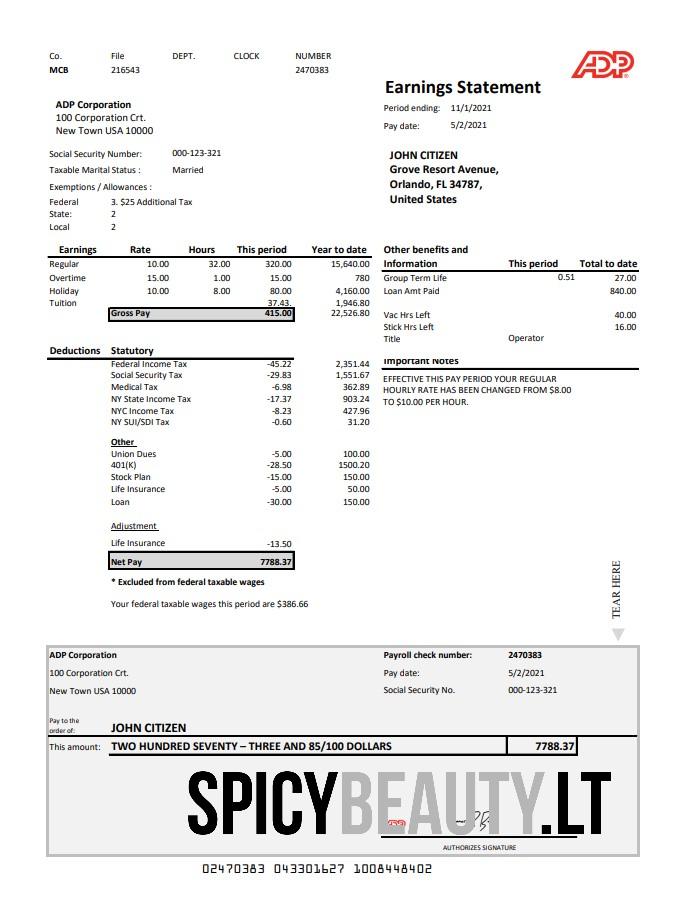 Co. File DEPT. CLOCK NUMBER
MCB 216543 2470383
ADP
Earnings Statement
Period ending: 11/1/2021
Pay date: 5/2/2021
ADP Corporation
100 Corporation Crt.
New Town USA 10000
Social Security Number: 000-123-321
Taxable Marital Status : Married
Exemptions / Allowances :
Federal 3. $25 Additional Tax
State: 2
Local 2
JOHN CITIZEN
Grove Resort Avenue,
Orlando, FL 34787,
United States
Earnings Rate Hours This period Year to date
Regular 10.00 32.00 320.00 15,640.00
Overtime 15.00 1.00 15.00 780
Holiday 10.00 8.00 80.00 4,160.00
Tuition 37.43. 1,946.80
Gross Pay 415.00 22,526.80
Other benefits and
Information This period Total to date
Group Term Life 0.51 27.00
Loan Amt Paid 840.00
Vac Hrs Left 40.00
Stick Hrs Left 16.00
Title Operator
Important Notes
EFFECTIVE THIS PAY PERIOD YOUR REGULAR
HOURLY RATE HAS BEEN CHANGED FROM $8.00
TO $10.00 PER HOUR.
Deductions Statutory
Federal Income Tax -45.22 2,351.44
Social Security Tax -29.83 1,551.67
Medical Tax -6.98 362.89
NY State Income Tax -17.37 903.24
NYC Income Tax -8.23 427.96
NY SUI/SDI Tax -0.60 31.20
Other
Union Dues -5.00 100.00
401(K) -28.50 1500.20
Stock Plan -15.00 150.00
Life Insurance -5.00 50.00
Loan -30.00 150.00
Adjustment
Life Insurance -13.50
Net Pay 7788.37
* Excluded from federal taxable wages
Your federal taxable wages this period are $386.66
TEAR HERE
ADP Corporation
100 Corporation Crt.
New Town USA 10000
Payroll check number: 2470383
Pay date: 5/2/2021
Social Security No. 000-123-321
Pay to the
order of: JOHN CITIZEN
This amount: TWO HUNDRED SEVENTY – THREE AND 85/100 DOLLARS 7788.37
SPICYBEAUTY.LT
ADP
AUTHORIZES SIGNATURE
02470383 043301627 1008448402